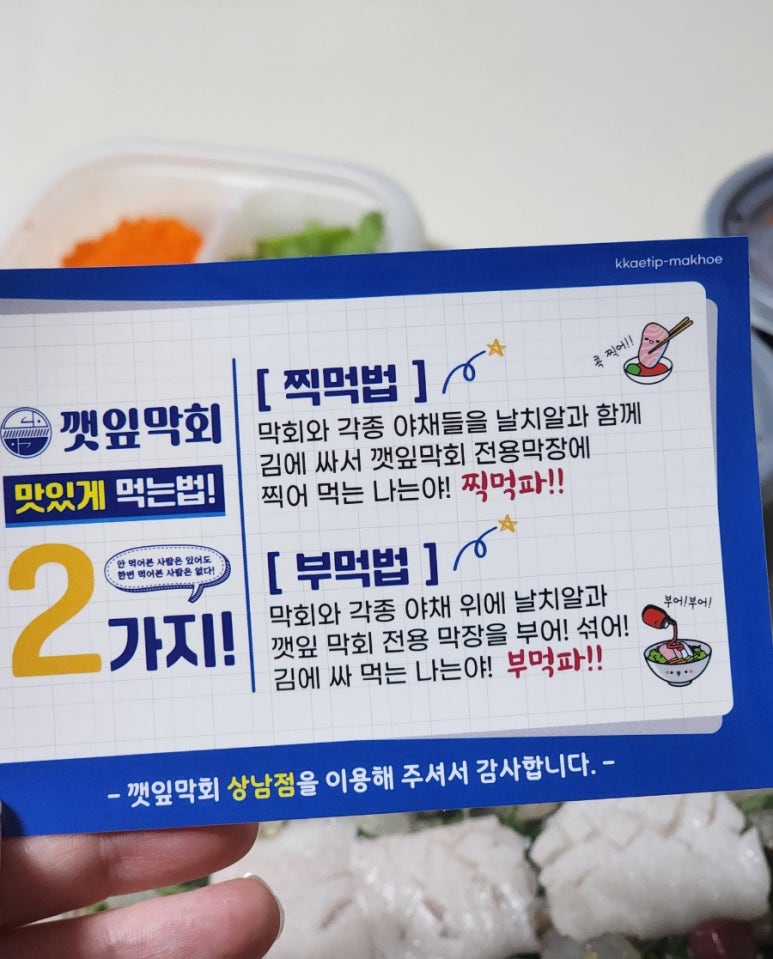 kkaetip-makhoe
깻잎막회
맛있게 먹는법!
2가지!
안 먹어본 사람은 있어도
한번 먹어본 사람은 없다!
[ 찍먹법 ]
콕 찍어!!
막회와 각종 야채들을 날치알과 함께
김에 싸서 깻잎막회 전용막장에
찍어 먹는 나는야! 찍먹파!!
[ 부먹법 ]
부어!부어!
막회와 각종 야채 위에 날치알과
깻잎 막회 전용 막장을 부어! 섞어!
김에 싸 먹는 나는야! 부먹파!!
- 깻잎막회 상남점을 이용해 주셔서 감사합니다. -